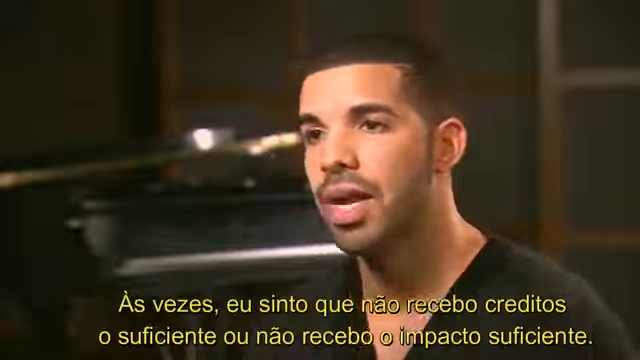 Às vezes, eu sinto que não recebo creditos
o suficiente ou não recebo o impacto suficiente.